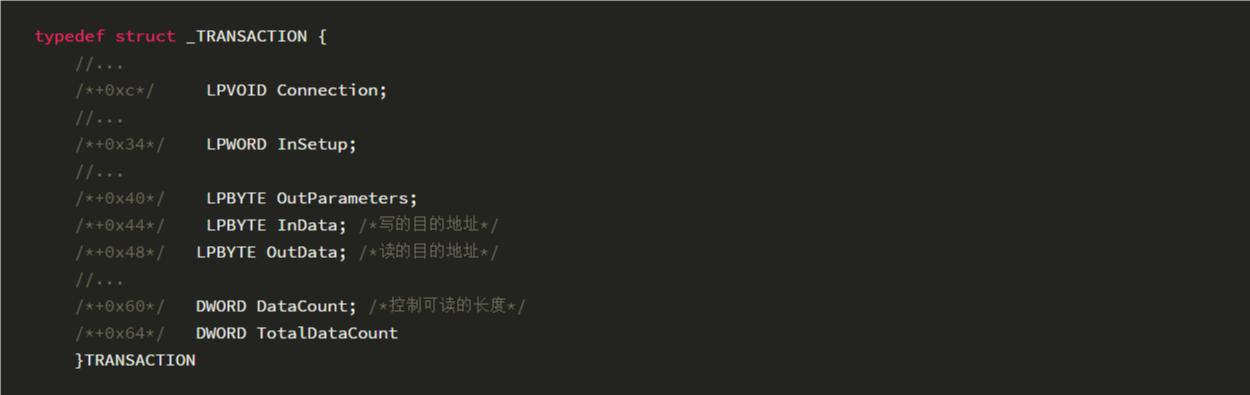 typedef struct _TRANSACTION {
//...
/*+0xc*/ LPVOID Connection;
//...
/*+0x34*/ LPWORD InSetup;
//...
/*+0x40*/ LPBYTE OutParameters;
/*+0x44*/ LPBYTE InData; /*写的目的地址*/
/*+0x48*/ LPBYTE OutData; /*读的目的地址*/
//...
/*+0x60*/ DWORD DataCount; /*控制可读的长度*/
/*+0x64*/ DWORD TotalDataCount
}TRANSACTION